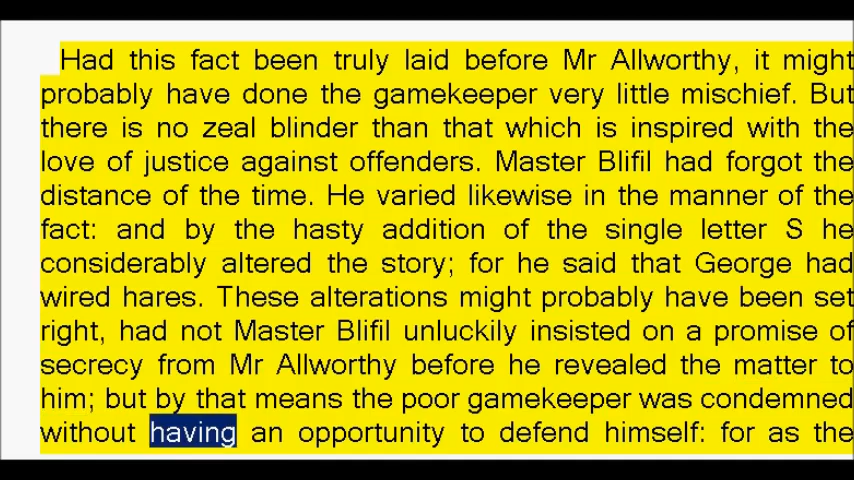 Had this fact been truly laid before Mr Allworthy, it might
probably have done the gamekeeper very little mischief. But
there is no zeal blinder than that which is inspired with the
love of justice against offenders. Master Blifil had forgot the
distance of the time. He varied likewise in the manner of the
fact: and by the hasty addition of the single letter S he
considerably altered the story; for he said that George had
wired hares. These alterations might probably have been set
right, had not Master Blifil unluckily insisted on a promise of
secrecy from Mr Allworthy before he revealed the matter to
him; but by that means the poor gamekeeper was condemned
without having an opportunity to defend himself: for as the